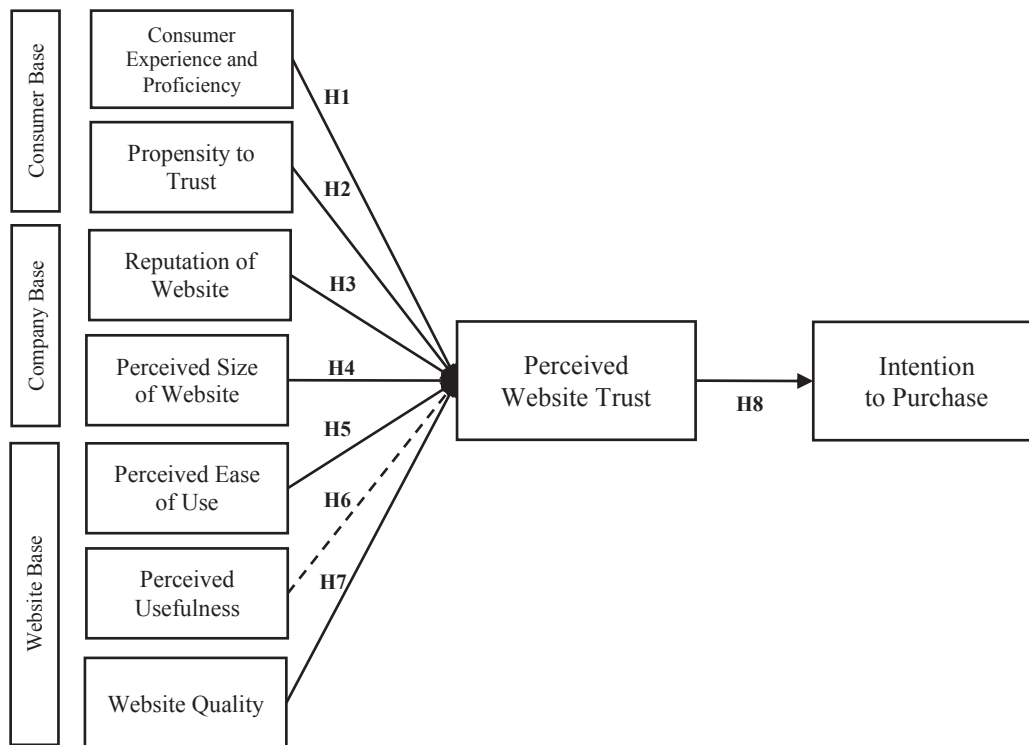 Consumer Base
Consumer
Experience and
Proficiency
H1
Propensity to
Trust
H2
Company Base
Reputation of
Website
H3
Perceived Size
of Website
H4
Website Base
Perceived Ease
of Use
H5
Perceived
Usefulness
H6
Website Quality
H7
Perceived
Website Trust
H8
Intention
to Purchase